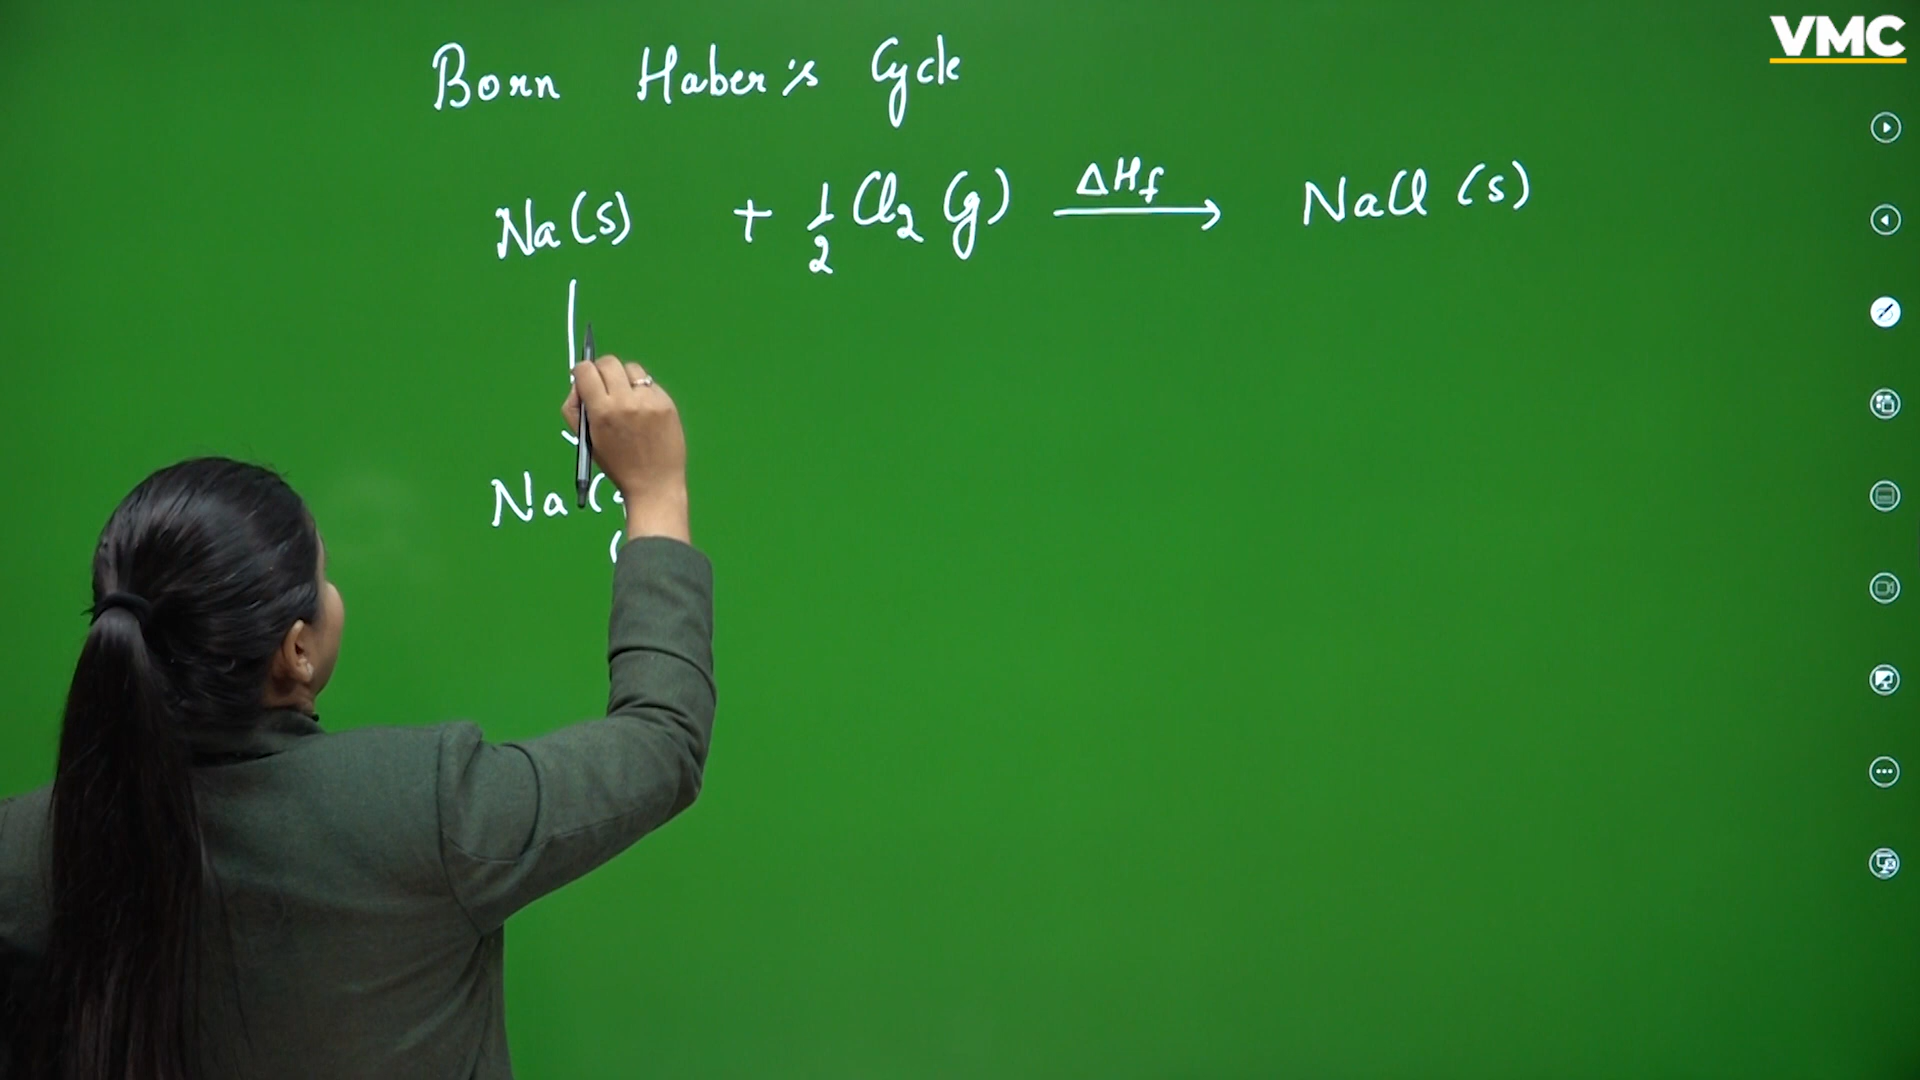 VMC
Born Haber's Cycle
Na(s) + 1/2 Cl2 (g) ΔHf → NaCl (s)
Na